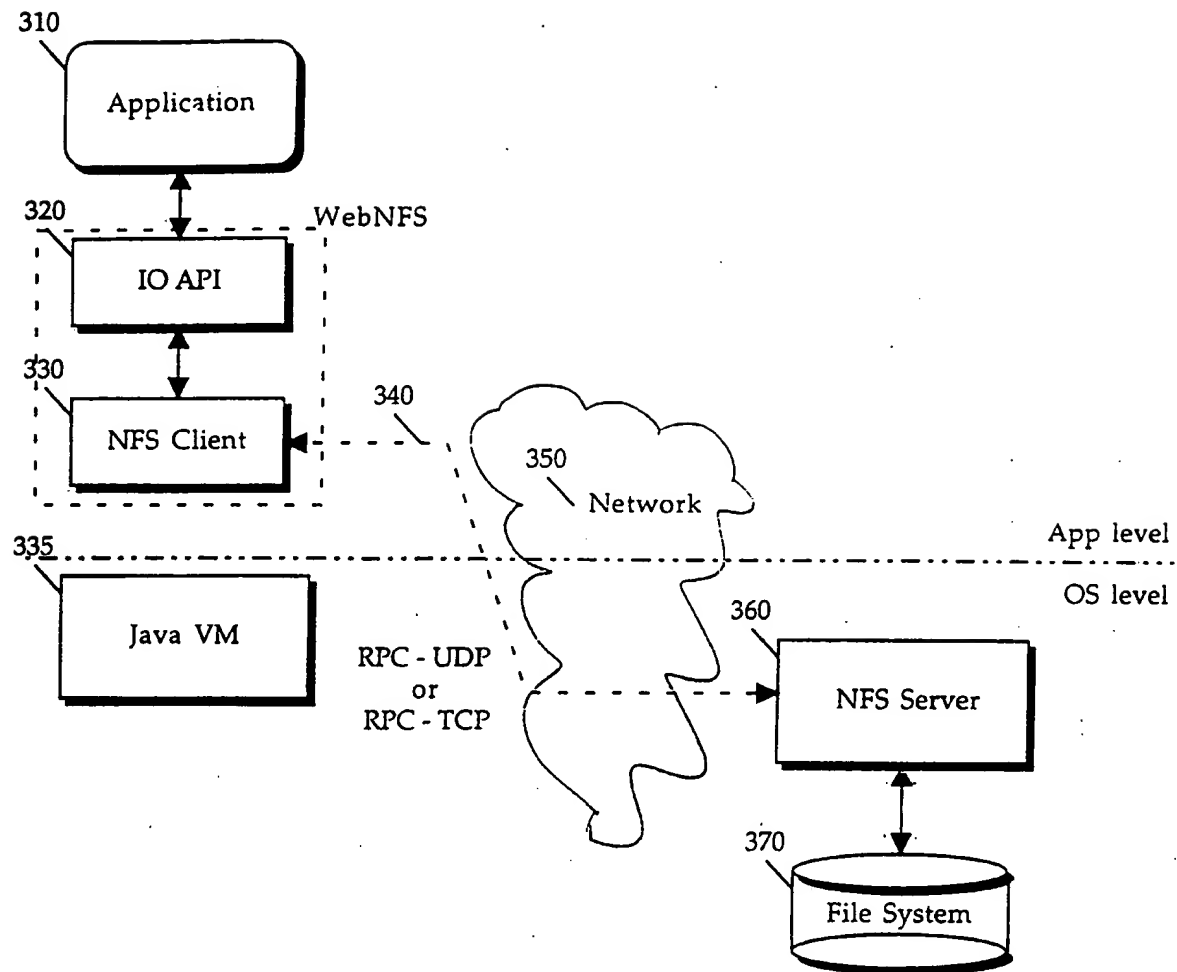 310
Application
320
WebNFS
IO API
330
NFS Client
340
350
Network
335
App level
OS level
Java VM
360
RPC - UDP
or
RPC - TCP
NFS Server
370
File System